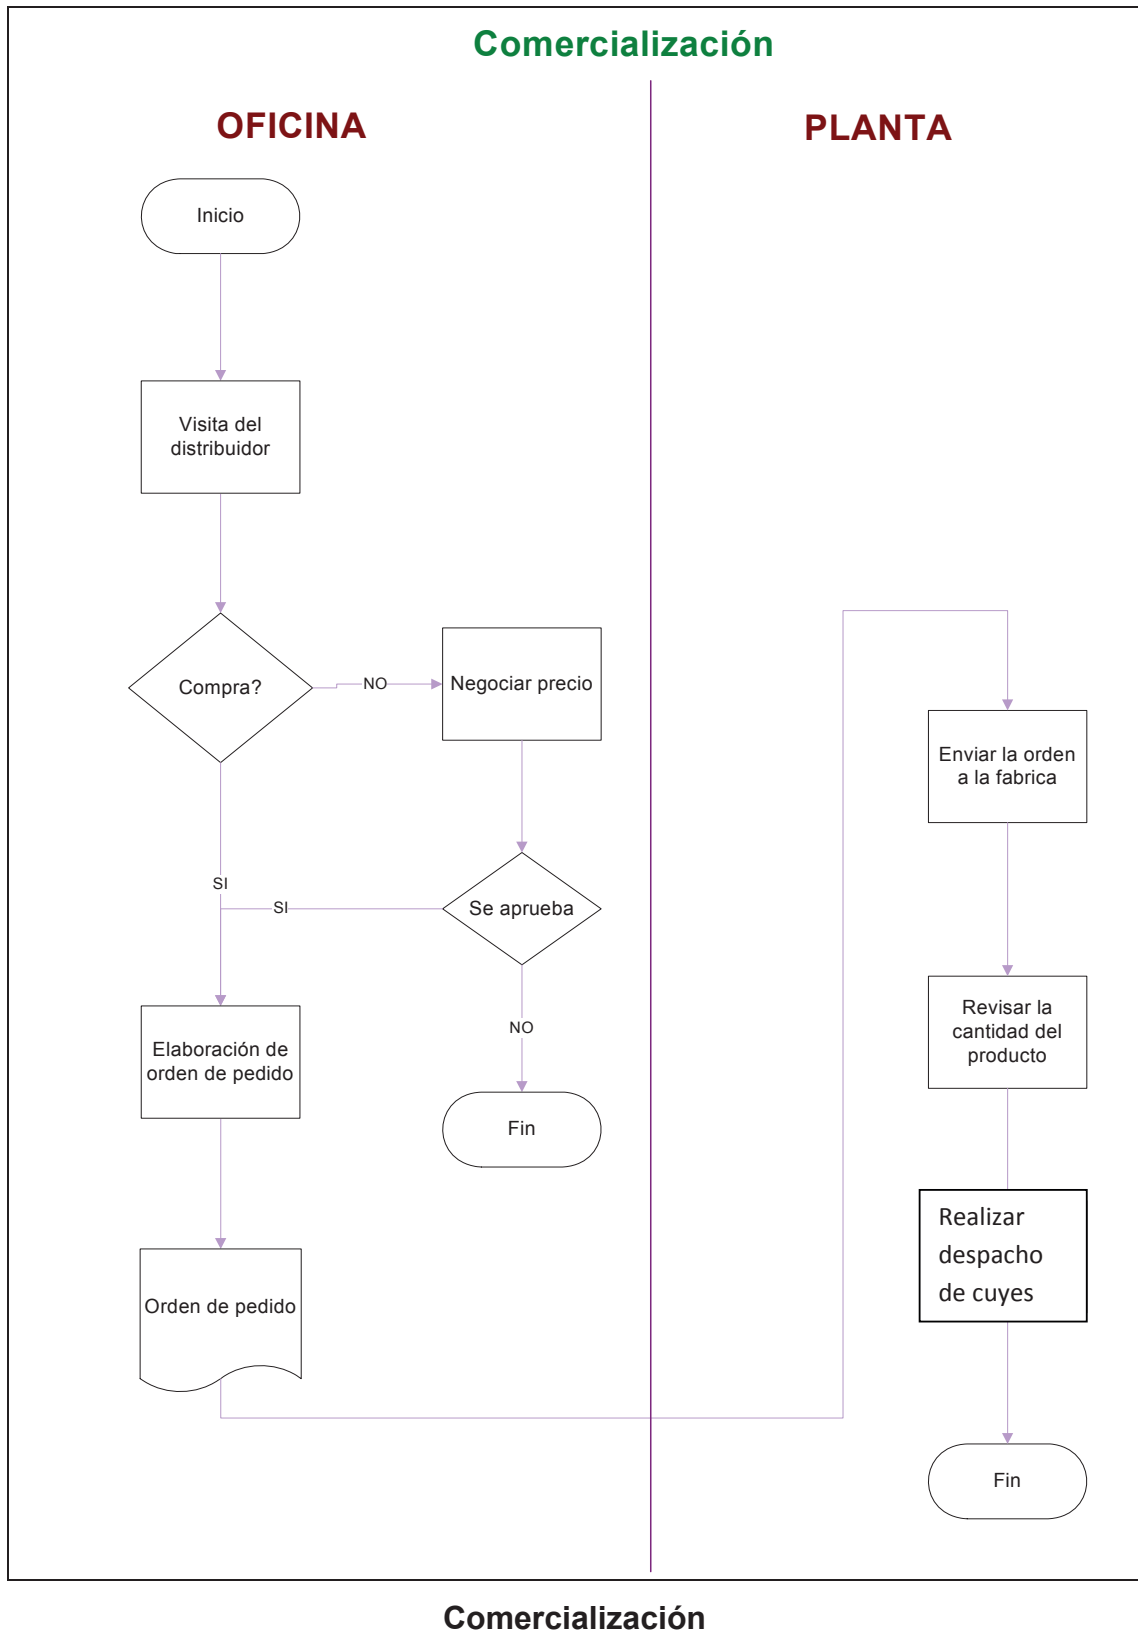 Comercialización
OFICINA
PLANTA
Inicio
Visita del
distribuidor
Compra?
NO
Negociar precio
SI
SI
Se aprueba
NO
Elaboración de
orden de pedido
Fin
Orden de pedido
Enviar la orden
a la fabrica
Revisar la
cantidad del
producto
Realizar
despacho
de cuyes
Fin
Comercialización